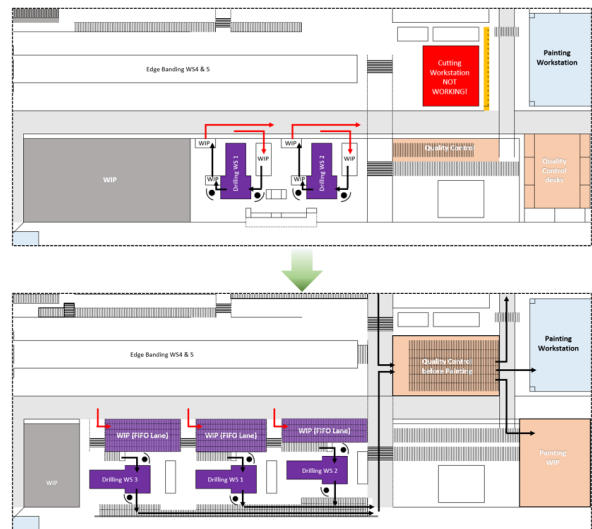 Edge Banding WS4 & 5
Cutting
Workstation
NOT
WORKING!
Painting
Workstation
WIP
WIP
WIP
Drilling WS 1
WIP
WIP
WIP
Drilling WS 2
WIP
Quality Control
Quality
Control
desks
Edge Banding WS4 & 5
Quality Control
before Painting
Painting
Workstation
WIP
WIP (FIFO Lane)
WIP (FIFO Lane)
WIP (FIFO Lane)
Drilling WS 3
Drilling WS 1
Drilling WS 2
Painting
WIP